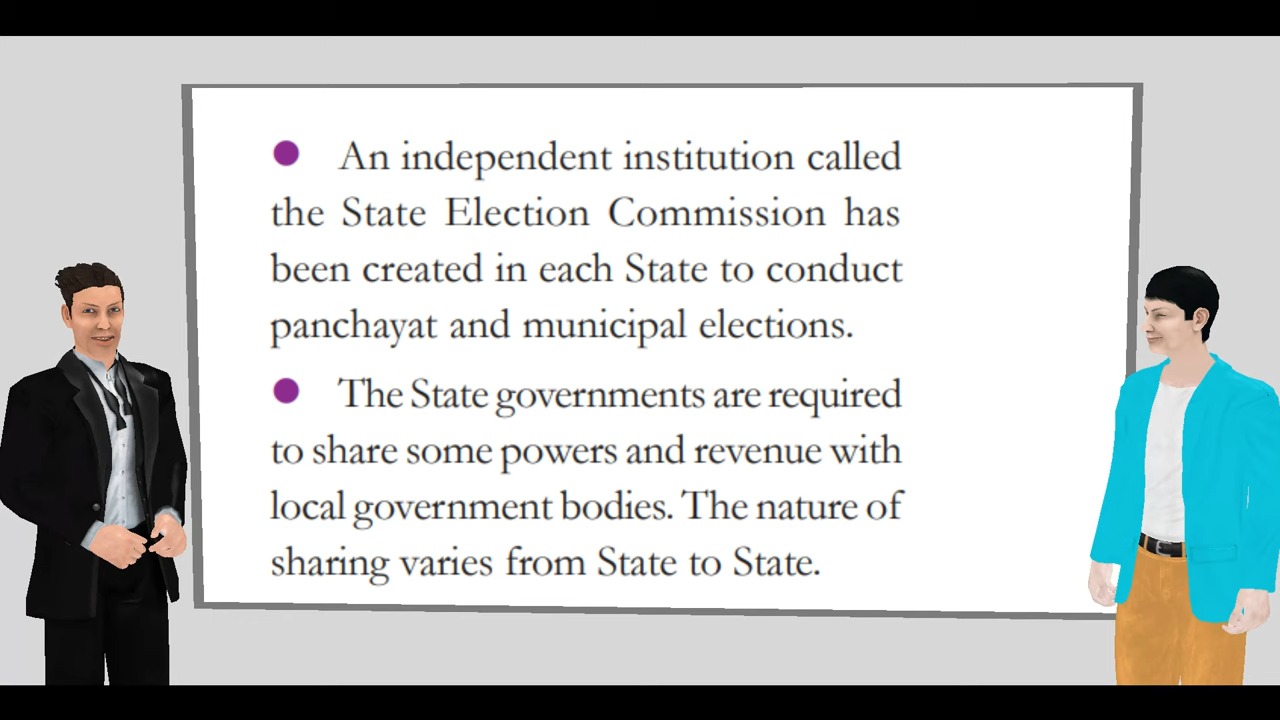 ● An independent institution called
the State Election Commission has
been created in each State to conduct
panchayat and municipal elections.
● The State governments are required
to share some powers and revenue with
local government bodies. The nature of
sharing varies from State to State.